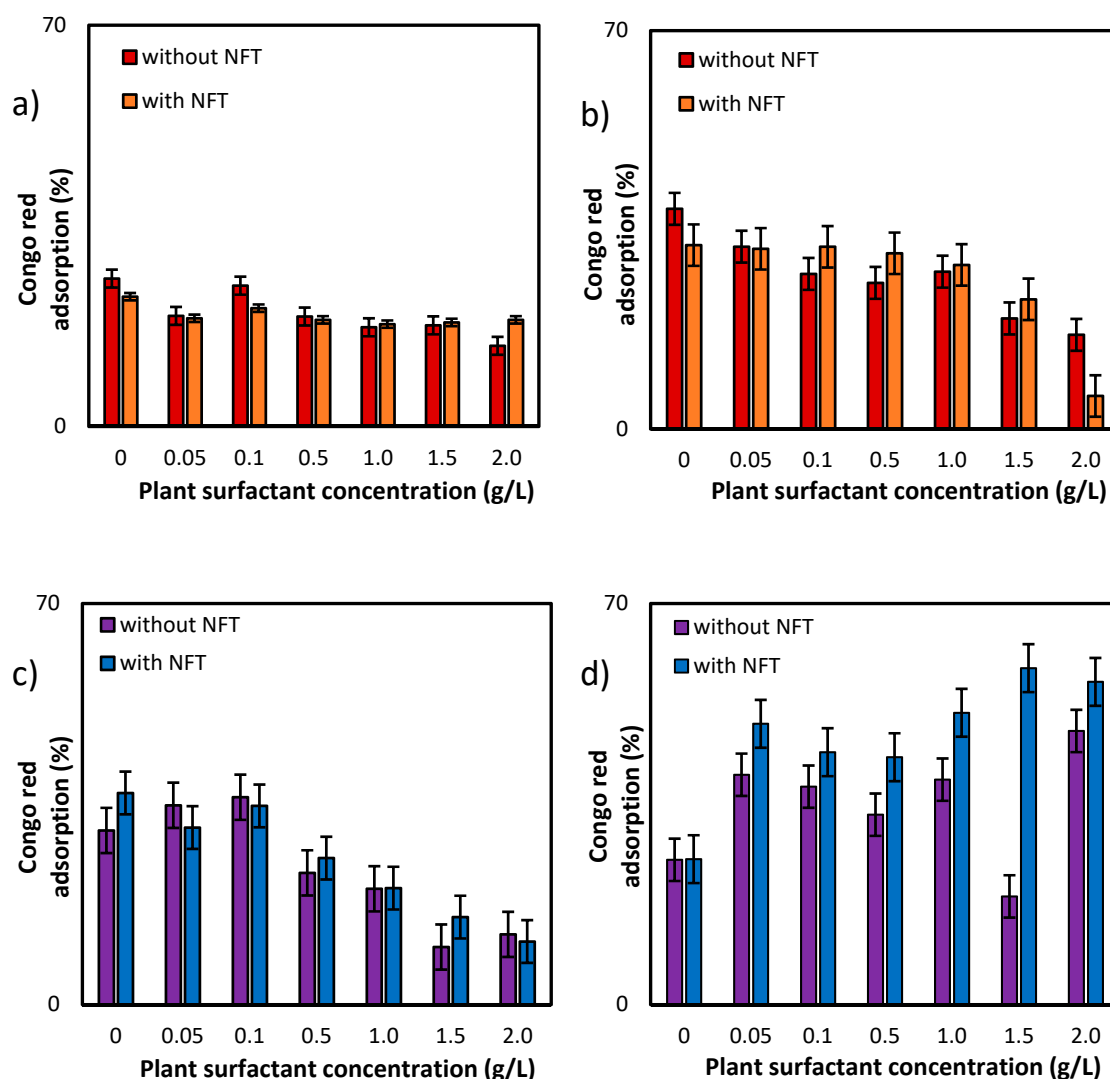 a)
70
without NFT
with NFT
Congo red
adsorption (%)
0
0 0.05 0.1 0.5 1.0 1.5 2.0
Plant surfactant concentration (g/L)
b)
70
without NFT
with NFT
Congo red
adsorption (%)
0
0 0.05 0.1 0.5 1.0 1.5 2.0
Plant surfactant concentration (g/L)
c)
70
without NFT
with NFT
Congo red
adsorption (%)
0
0 0.05 0.1 0.5 1.0 1.5 2.0
Plant surfactant concentration (g/L)
d)
70
without NFT
with NFT
Congo red
adsorption (%)
0
0 0.05 0.1 0.5 1.0 1.5 2.0
Plant surfactant concentration (g/L)